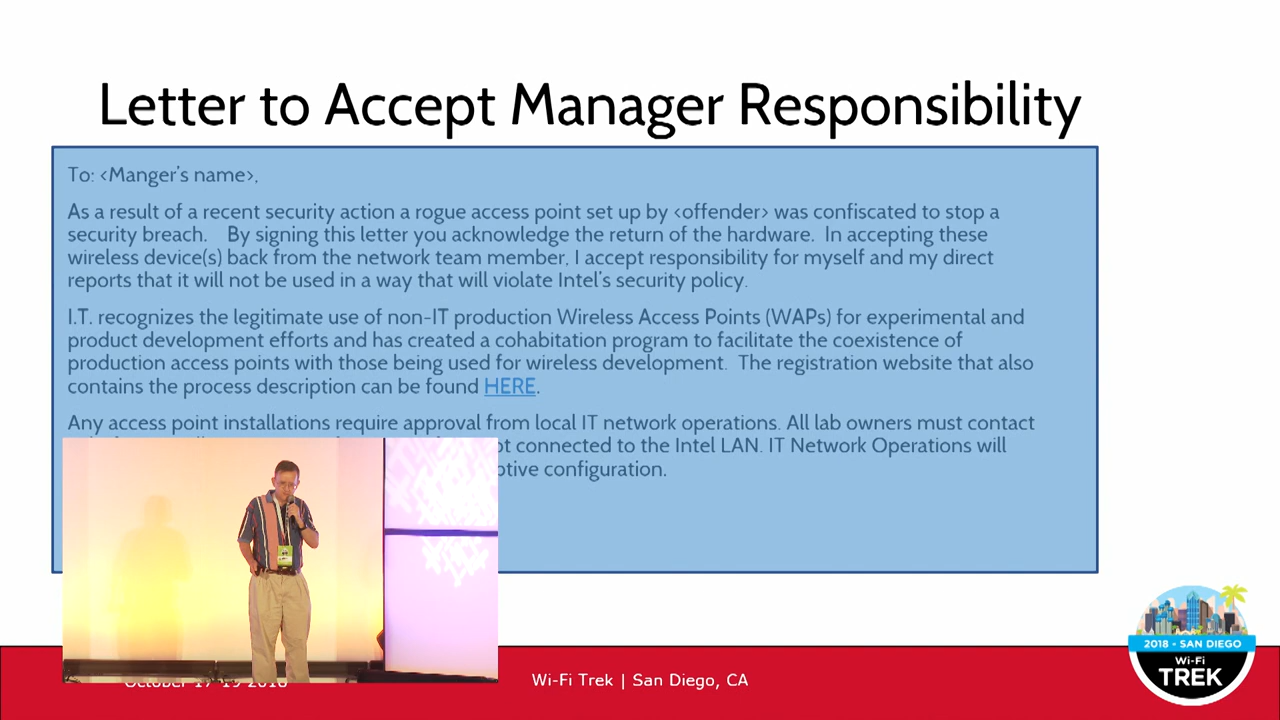 Letter to Accept Manager Responsibility
To: <Manger's name>,
As a result of a recent security action a rogue access point set up by <offender> was confiscated to stop a
security breach. By signing this letter you acknowledge the return of the hardware. In accepting these
wireless device(s) back from the network team member, I accept responsibility for myself and my direct
reports that it will not be used in a way that will violate Intel's security policy.
I.T. recognizes the legitimate use of non-IT production Wireless Access Points (WAPs) for experimental and
product development efforts and has created a cohabitation program to facilitate the coexistence of
production access points with those being used for wireless development. The registration website that also
contains the process description can be found HERE.
Any access point installations require approval from local IT network operations. All lab owners must contact
connected to the Intel LAN. IT Network Operations will
configuration.
2018 - SAN DIEGO
Wi-Fi
TREK
October 17-19 2018
Wi-Fi Trek | San Diego, CA